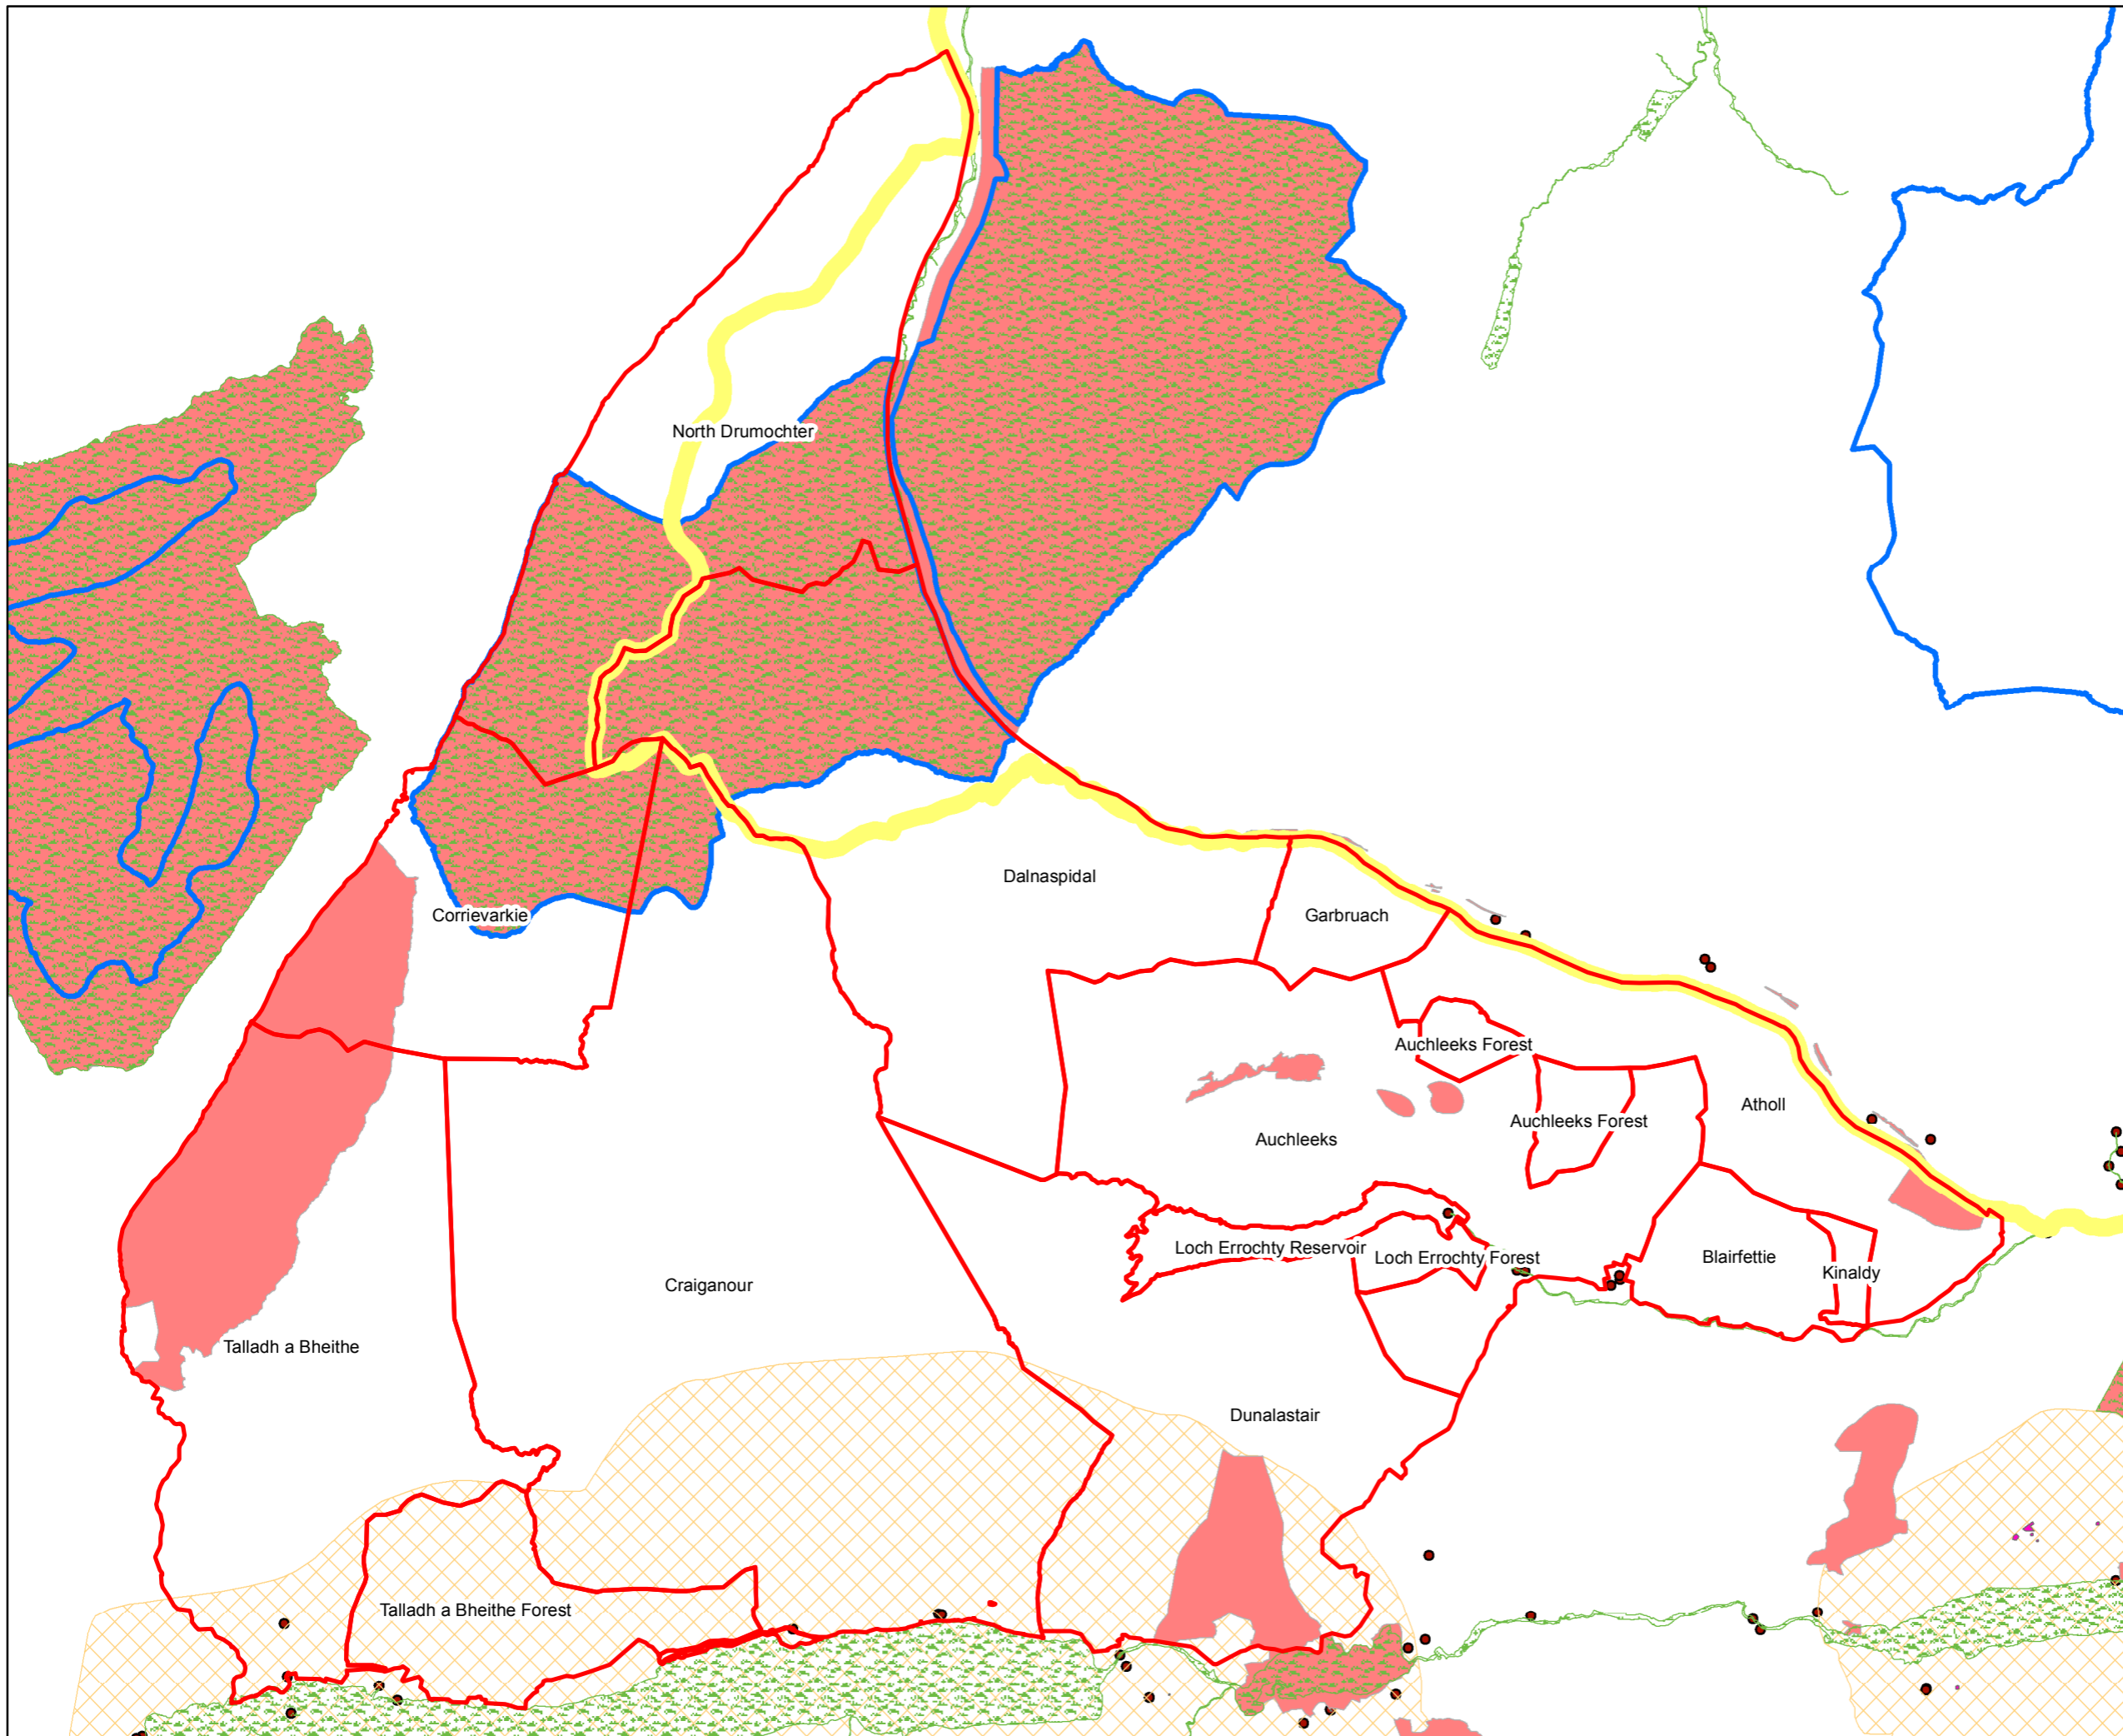 North Drumochter
Dalnaspidal
Corrievarkie
Garbruach
Auchleeks Forest
Atholl
Auchleeks Forest
Auchleeks
Loch Errochty Reservoir
Loch Errochty Forest
Blairfettie
Kinaldy
Craiganour
Talladh a Bheithe
Dunalastair
Talladh a Bheithe Forest